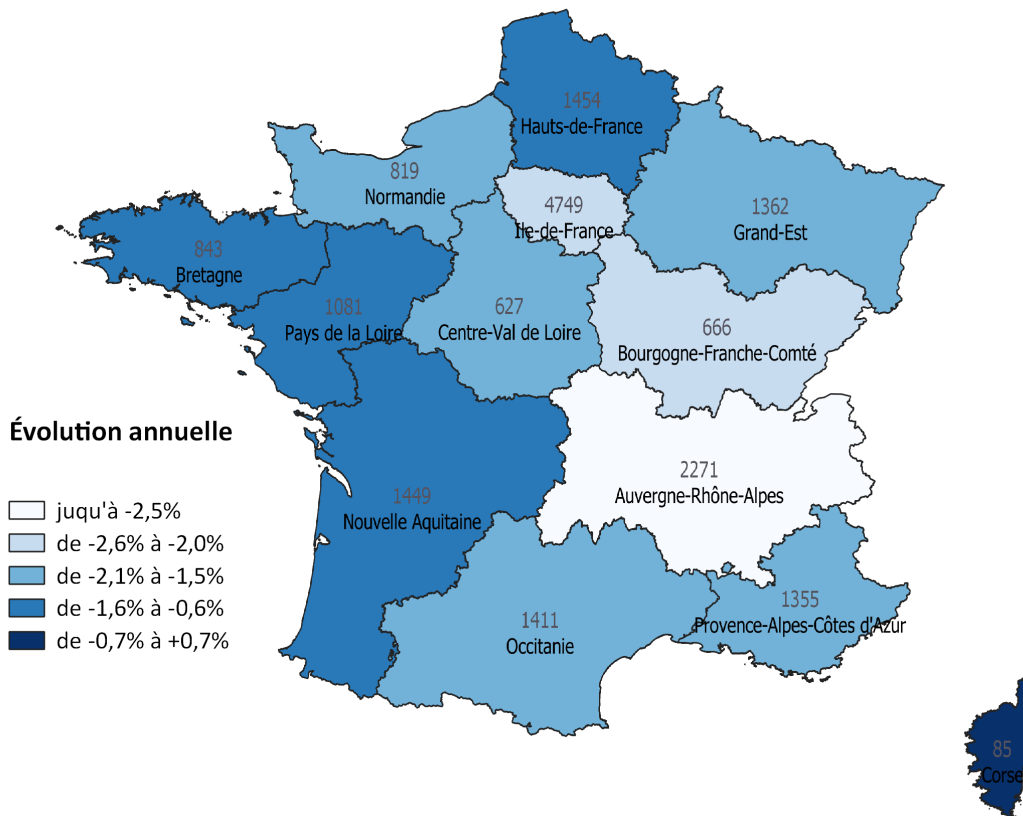 1454
Hauts-de-France
819
Normandie
4749
Ile-de-France
1362
Grand-Est
843
Bretagne
1081
Pays de la Loire
627
Centre-Val de Loire
666
Bourgogne-Franche-Comté
Évolution annuelle
juqu'à -2,5%
de -2,6% à -2,0%
de -2,1% à -1,5%
de -1,6% à -0,6%
de -0,7% à +0,7%
2271
Auvergne-Rhône-Alpes
1449
Nouvelle Aquitaine
1411
Occitanie
1355
Provence-Alpes-Côtes d'Azur
85
Corse